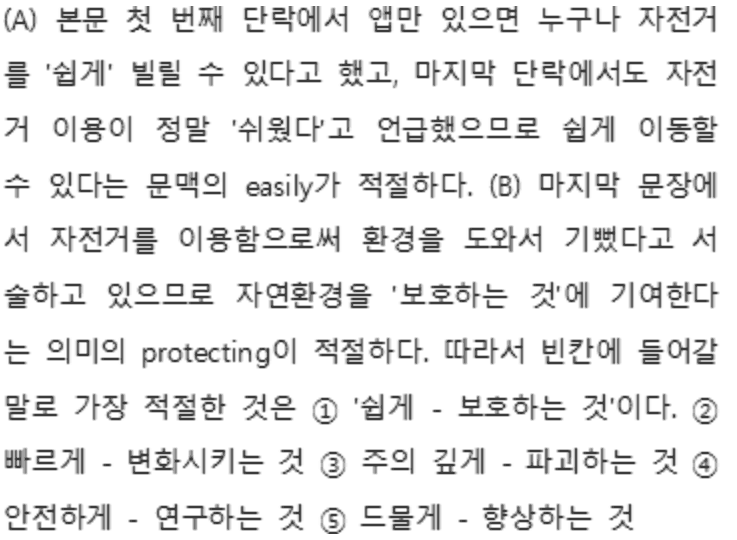 (A) 본문 첫 번째 단락에서 앱만 있으면 누구나 자전거
를 '쉽게' 빌릴 수 있다고 했고, 마지막 단락에서도 자전
거 이용이 정말 '쉬웠다'고 언급했으므로 쉽게 이동할
수 있다는 문맥의 easily가 적절하다. (B) 마지막 문장에
서 자전거를 이용함으로써 환경을 도와서 기뻤다고 서
술하고 있으므로 자연환경을 '보호하는 것'에 기여한다
는 의미의 protecting이 적절하다. 따라서 빈칸에 들어갈
말로 가장 적절한 것은 ① '쉽게 - 보호하는 것'이다. ②
빠르게 - 변화시키는 것 ③ 주의 깊게 - 파괴하는 것 ④
안전하게 - 연구하는 것 ⑤ 드물게 - 향상하는 것